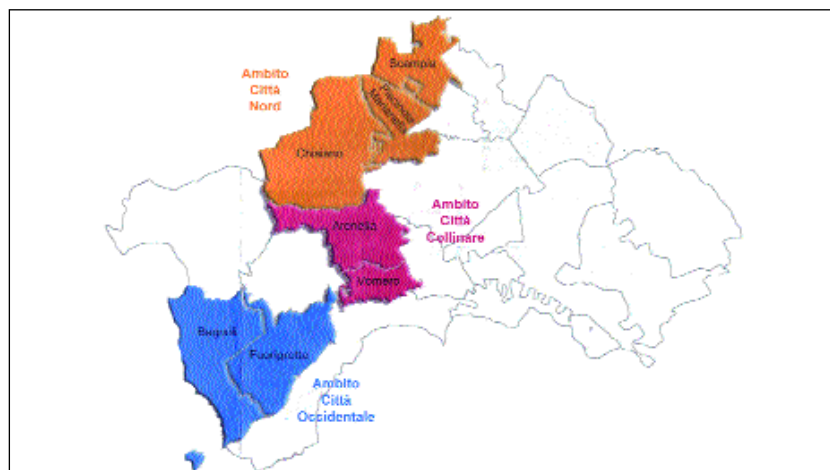 Ambito
Città
Nord
Scampia
Piscinola
Marianella
Chiaiano
Ambito
Città
Collinare
Arenella
Vomero
Bagnoli
Fuorigrotta
Ambito
Città
Occidentale